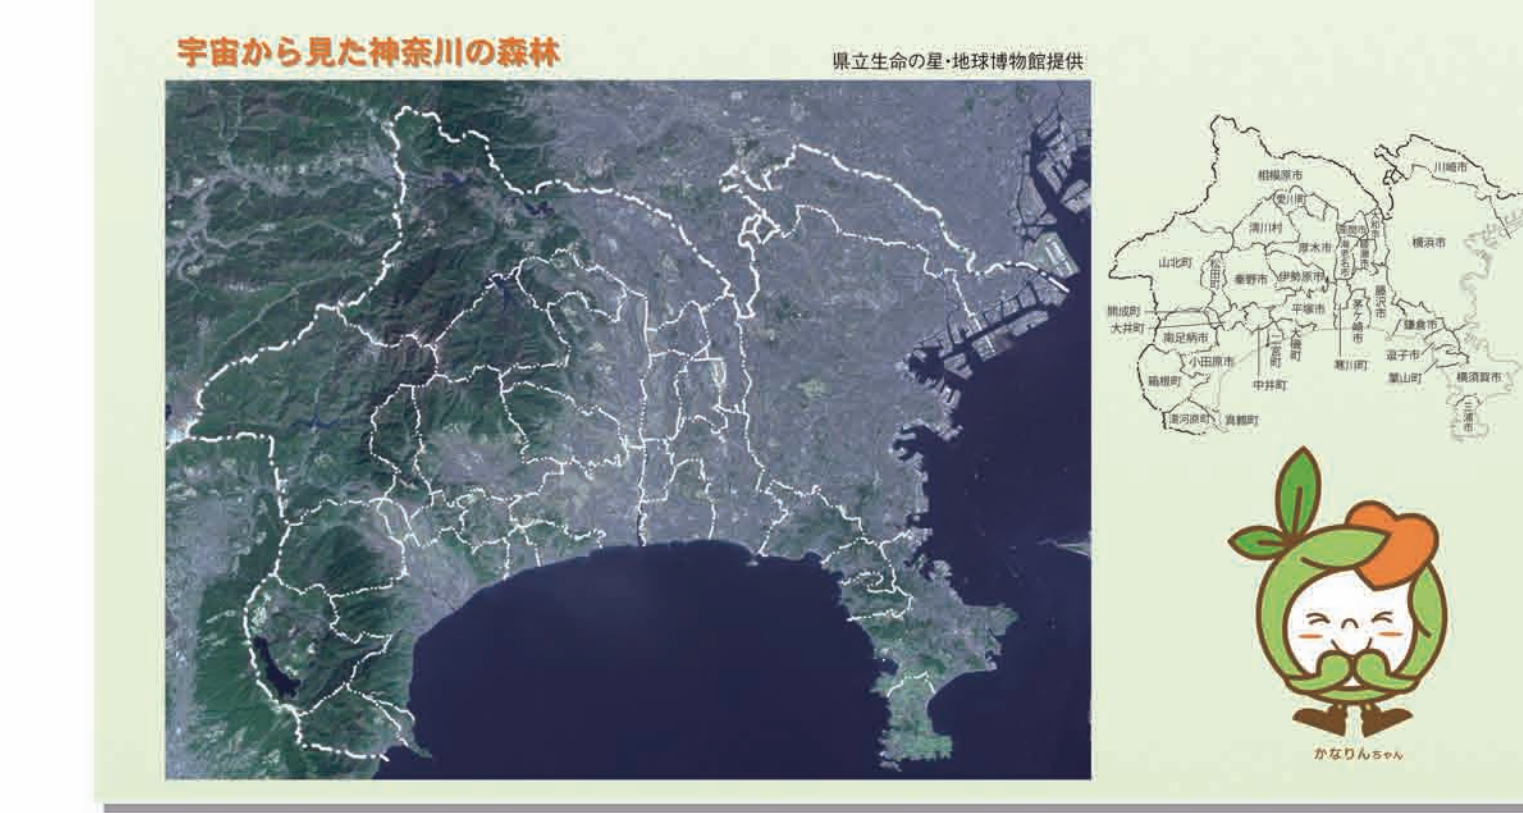 宇宙から見た神奈川の森林
県立生命の星・地球博物館提供
川崎市
相模原市
愛川町
清川村
厚木市
座間市
大和市
海老名市
綾瀬市
横浜市
山北町
松田町
秦野市
伊勢原市
開成町
大井町
平塚市
茅ケ崎市
藤沢市
鎌倉市
南足柄市
小田原市
二宮町
大磯町
寒川町
逗子市
箱根町
中井町
葉山町
横須賀市
湯河原町
真鶴町
三浦市
かなりんちゃん